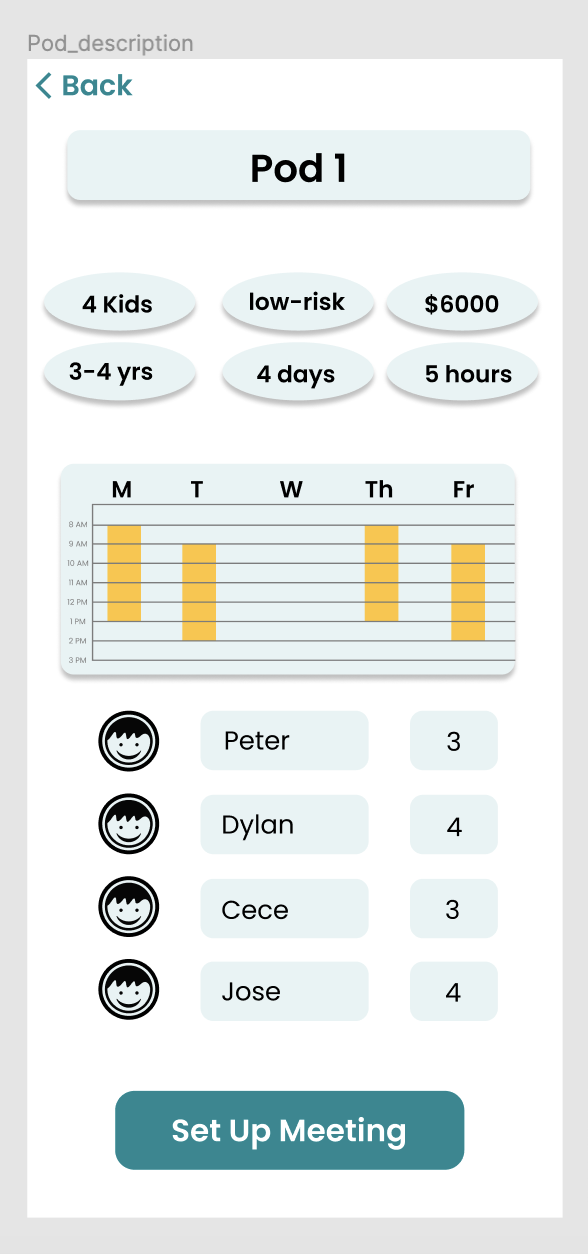 Pod_description
Back
Pod 1
4 Kids low-risk $6000
3-4 yrs 4 days 5 hours
M T W Th Fr
8 AM
9 AM
10 AM
11 AM
12 PM
1 PM
2 PM
3 PM
Peter 3
Dylan 4
Cece 3
Jose 4
Set Up Meeting